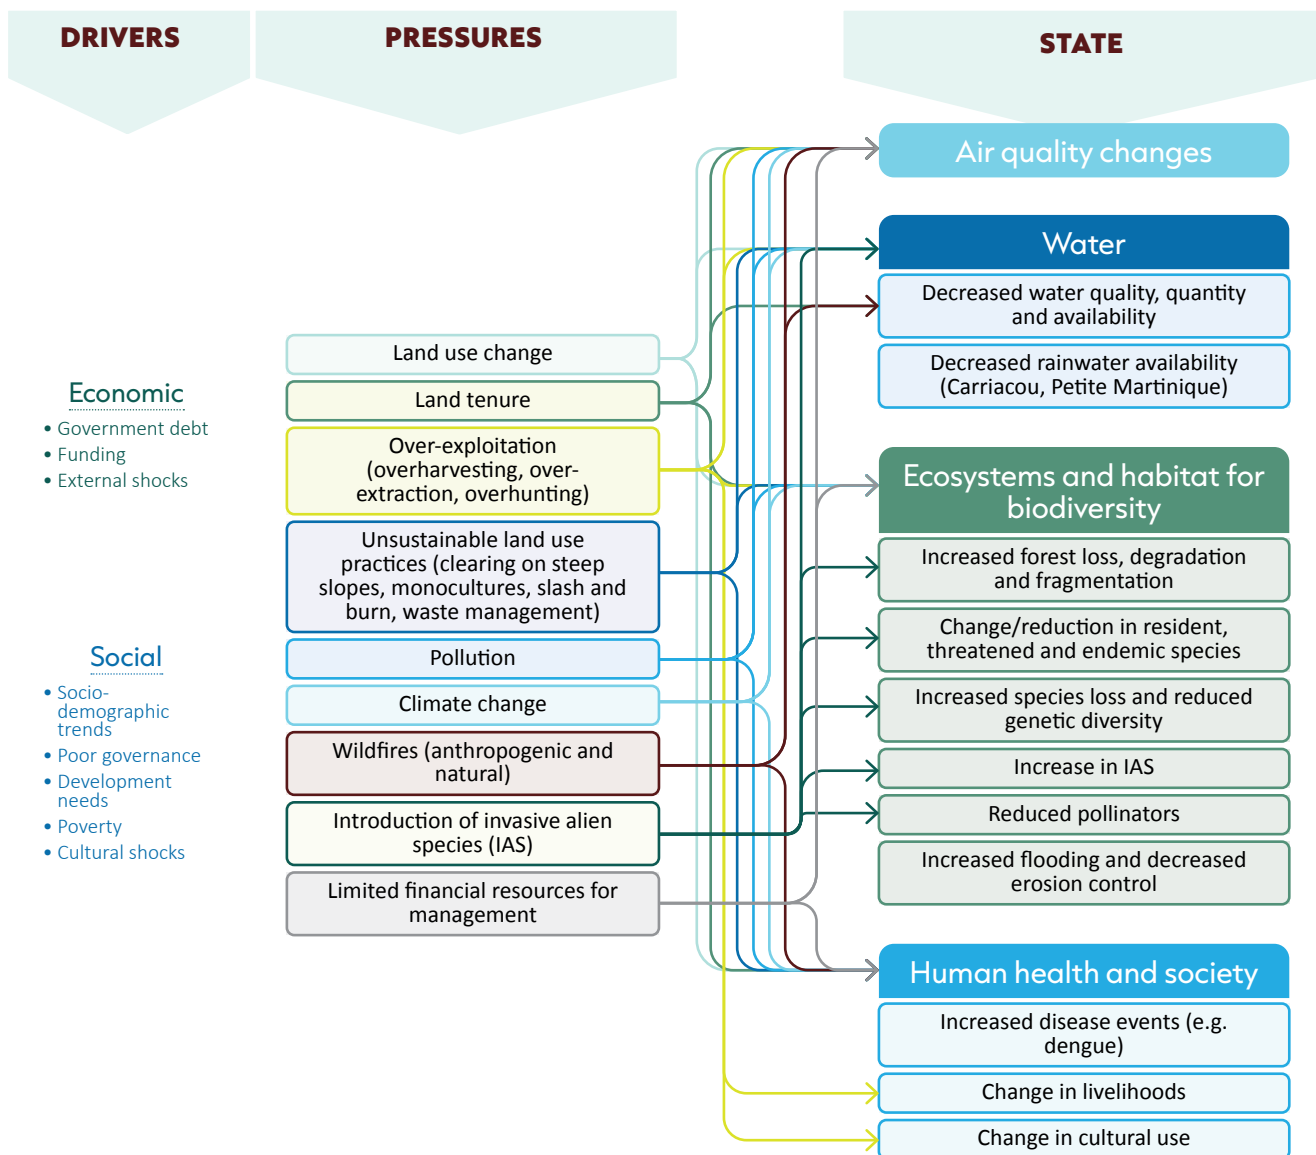 DRIVERS
PRESSURES
STATE
Economic
• Government debt
• Funding
• External shocks
Social
• Socio-
demographic
trends
• Poor governance
• Development
needs
• Poverty
• Cultural shocks
Land use change
Land tenure
Over-exploitation
(overharvesting, over-
extraction, overhunting)
Unsustainable land use
practices (clearing on steep
slopes, monocultures, slash and
burn, waste management)
Pollution
Climate change
Wildfires (anthropogenic and
natural)
Introduction of invasive alien
species (IAS)
Limited financial resources for
management
Air quality changes
Water
Decreased water quality, quantity
and availability
Decreased rainwater availability
(Carriacou, Petite Martinique)
Ecosystems and habitat for
biodiversity
Increased forest loss, degradation
and fragmentation
Change/reduction in resident,
threatened and endemic species
Increased species loss and reduced
genetic diversity
Increase in IAS
Reduced pollinators
Increased flooding and decreased
erosion control
Human health and society
Increased disease events (e.g.
dengue)
Change in livelihoods
Change in cultural use